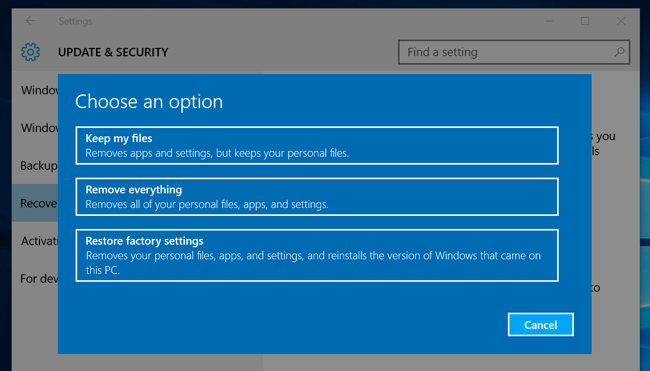 Settings
UPDATE & SECURITY
Find a setting
Choose an option
Keep my files
Removes apps and settings, but keeps your personal files.
Remove everything
Removes all of your personal files, apps, and settings.
Restore factory settings
Removes your personal files, apps, and settings, and reinstalls the version of Windows that came on
this PC.
Cancel
Window
Window
Backup
Recove
Activati
For dev
s you
ls
to